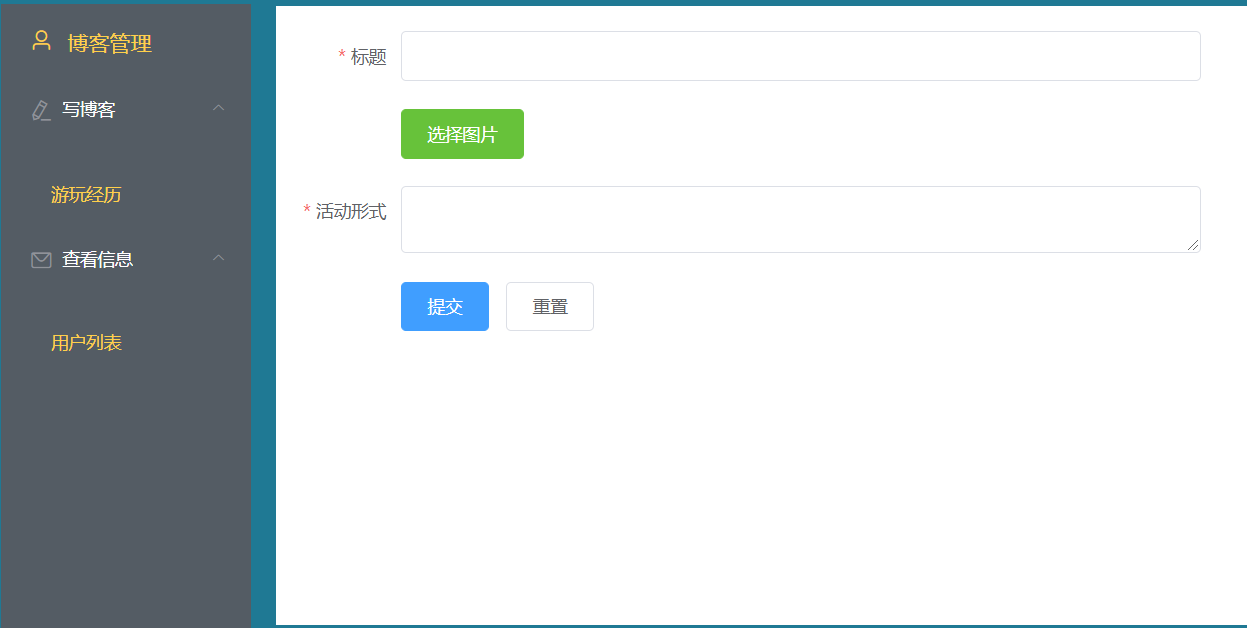 博客管理
写博客
游玩经历
查看信息
用户列表
* 标题
选择图片
* 活动形式
提交
重置